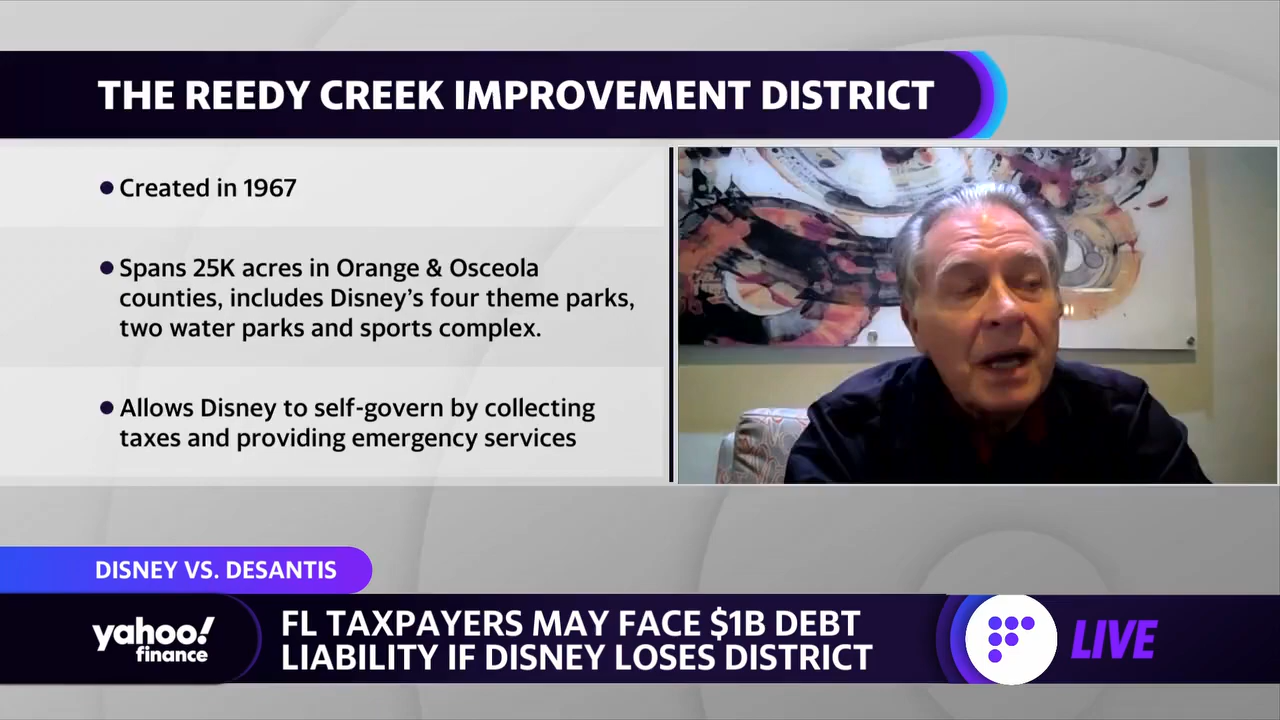 THE REEDY CREEK IMPROVEMENT DISTRICT
Created in 1967
Spans 25K acres in Orange & Osceola
counties, includes Disney’s four theme parks,
two water parks and sports complex.
Allows Disney to self-govern by collecting
taxes and providing emergency services
DISNEY VS. DESANTIS
yahoo!
finance
FL TAXPAYERS MAY FACE $1B DEBT
LIABILITY IF DISNEY LOSES DISTRICT
LIVE